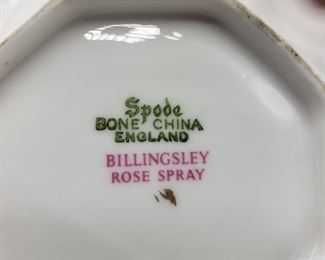 Spode
BONE CHINA
ENGLAND
BILLINGSLEY
ROSE SPRAY